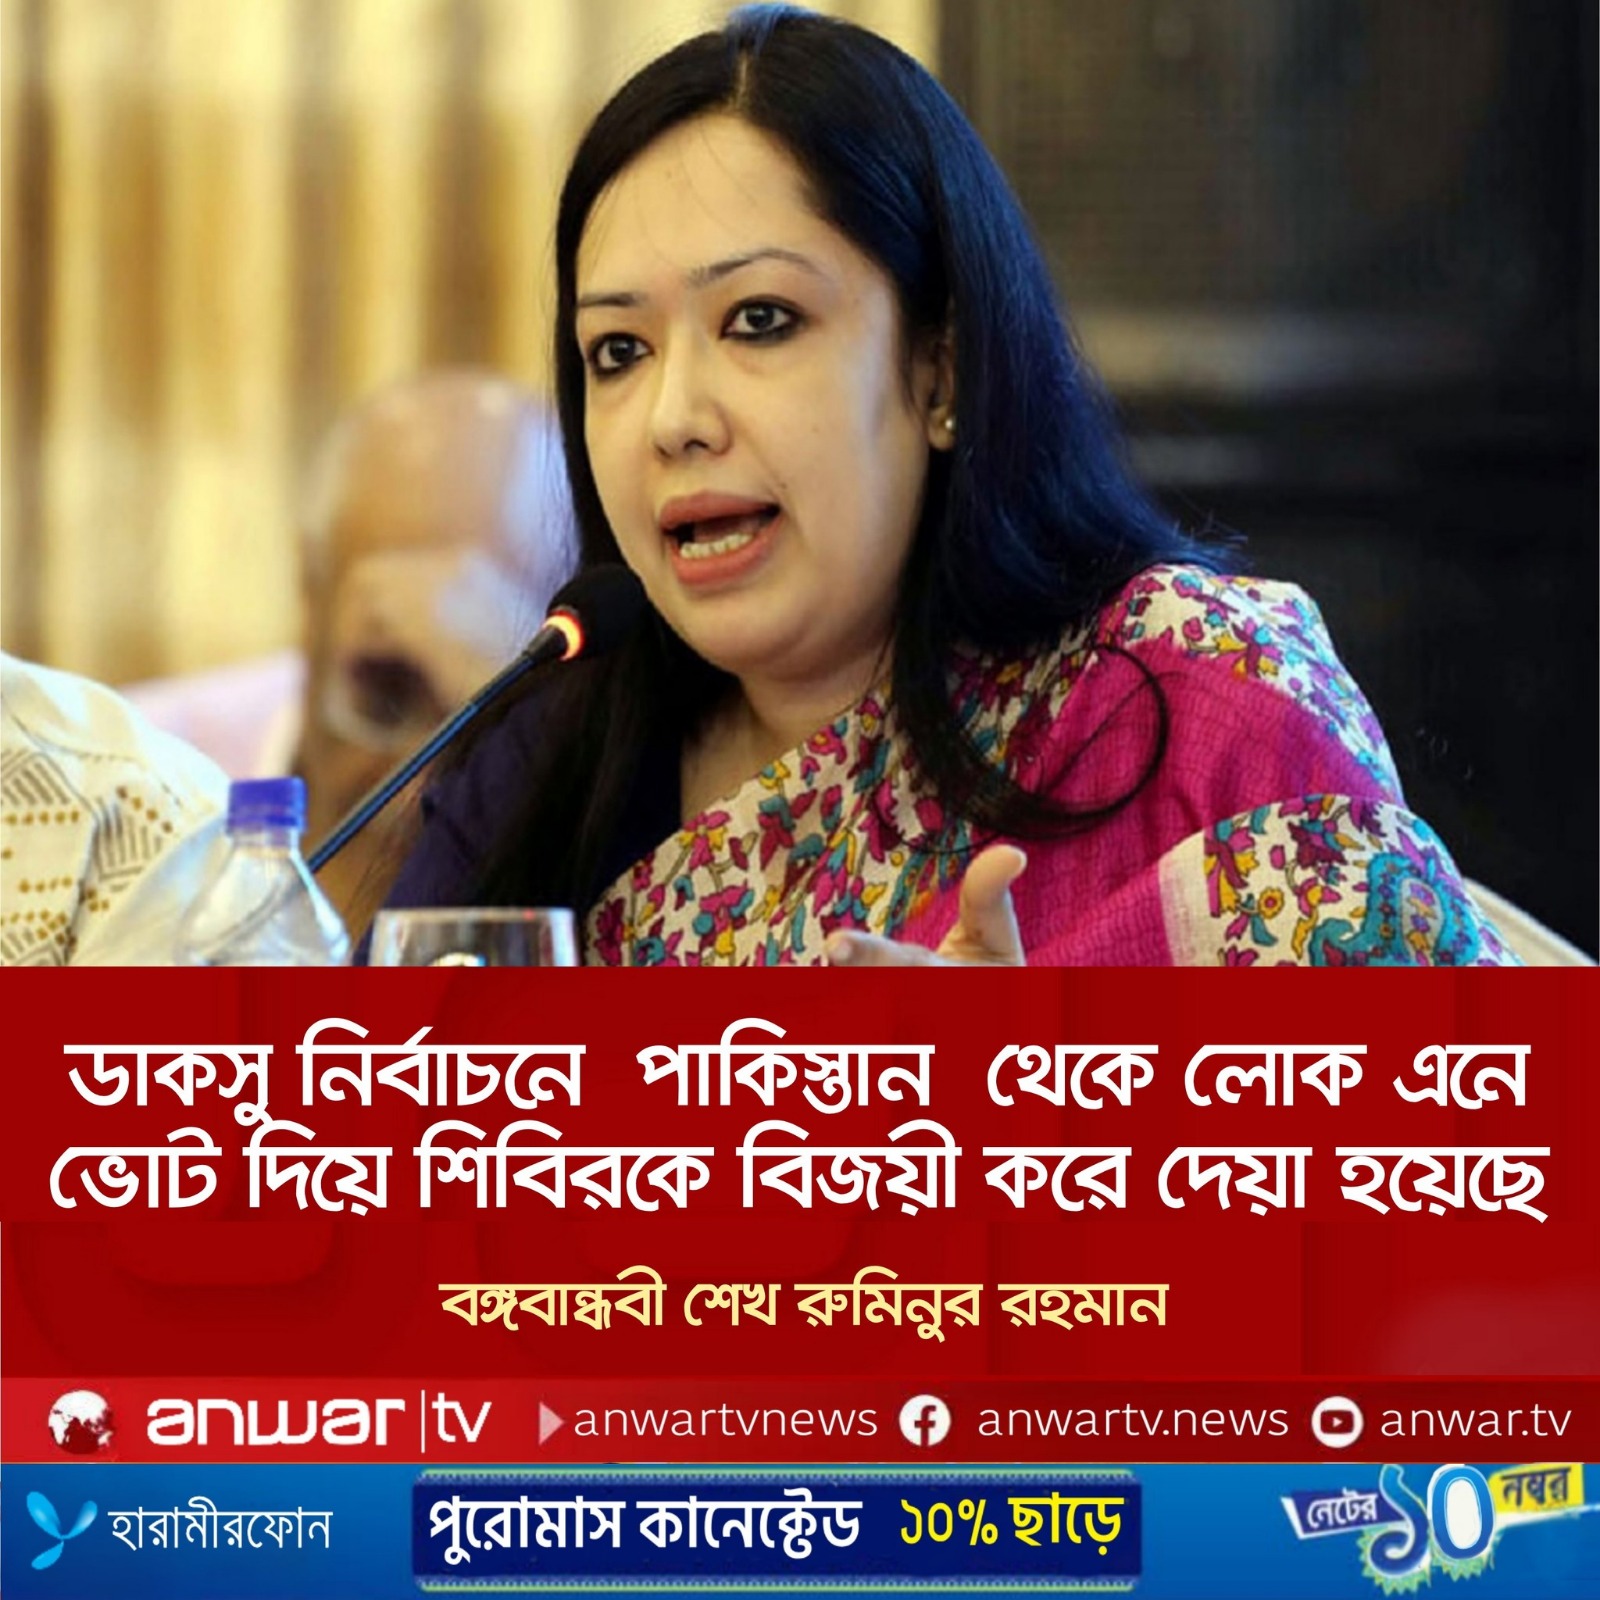 ডাকসু নির্বাচনে পাকিস্তান থেকে লোক এনে
ভোট দিয়ে শিবিরকে বিজয়ী করে দেয়া হয়েছে
বঙ্গবান্ধবী শেখ রুমিনুর রহমান
anwar|tv anwartvnews anwartv.news anwar.tv
হারামীরফোন পুরোমাস কানেক্টেড ১০% ছাড়ে নেটের ১০ নম্বর